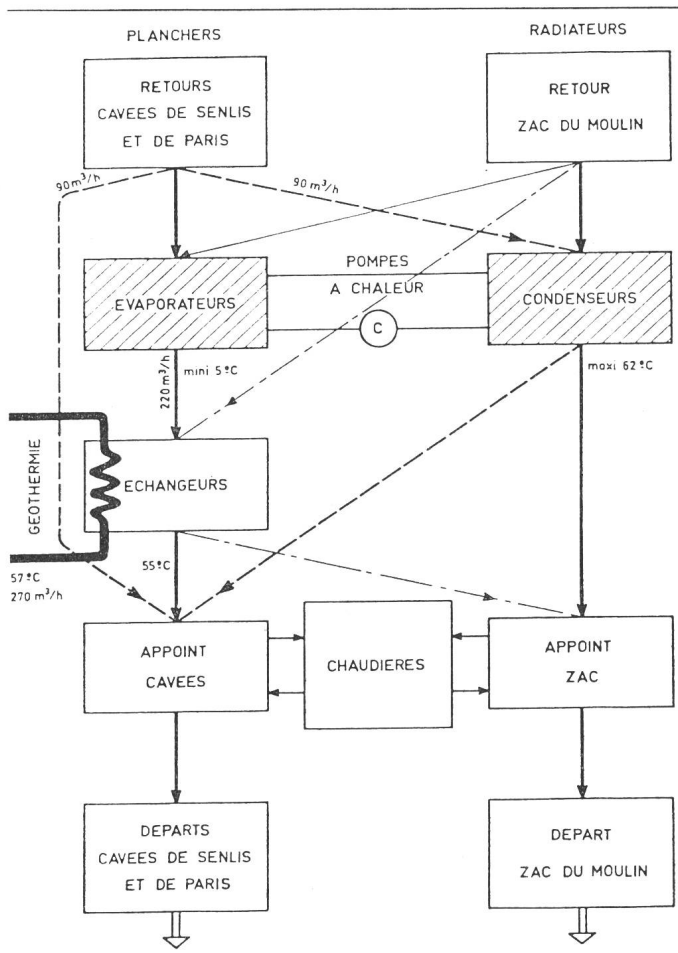 PLANCHERS
RADIATEURS
RETOURS
CAVEES DE SENLIS
ET DE PARIS
RETOUR
ZAC DU MOULIN
90 m³/h
90 m³/h
EVAPORATEURS
POMPES
A CHALEUR
C
CONDENSEURS
220 m³/h
mini 5°C
maxi 62°C
GEOTHERMIE
ECHANGEURS
57°C
270 m³/h
55°C
APPOINT
CAVEES
CHAUDIERES
APPOINT
ZAC
DEPARTS
CAVEES DE SENLIS
ET DE PARIS
DEPART
ZAC DU MOULIN